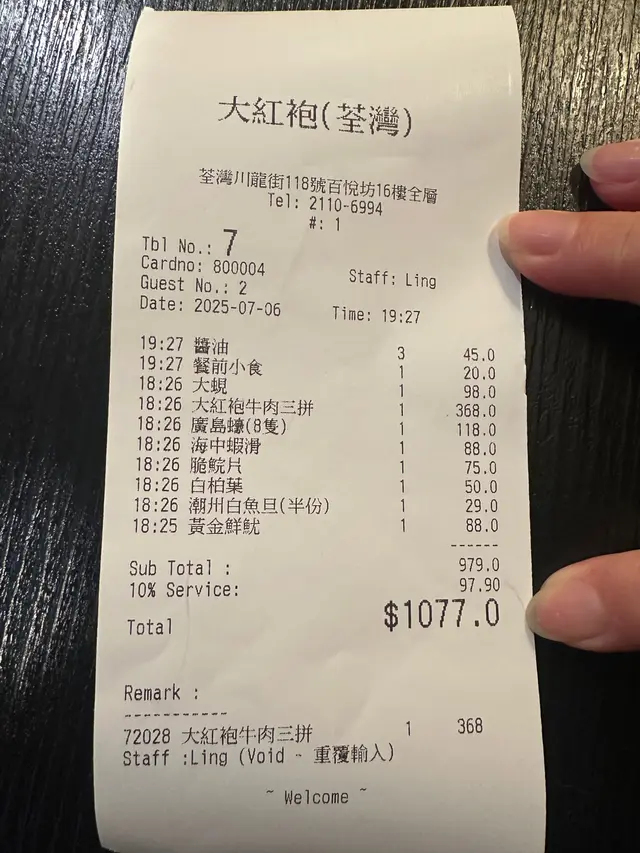 大紅袍(荃灣)
荃灣川龍街118號百悅坊16樓全層
Tel: 2110-6994
#: 1
Tbl No.: 7
Cardno: 800004 Staff: Ling
Guest No.: 2
Date: 2025-07-06 Time: 19:27
19:27 醬油 3 45.0
19:27 餐前小食 1 20.0
18:26 大蜆 1 98.0
18:26 大紅袍牛肉三拼 1 368.0
18:26 廣島蠔(8隻) 1 118.0
18:26 海中蝦滑 1 88.0
18:26 脆鯇片 1 75.0
18:26 白柏葉 1 50.0
18:26 潮州白魚旦(半份) 1 29.0
18:25 黃金鮮魷 1 88.0
------
Sub Total : 979.0
10% Service: 97.90
Total $1077.0
Remark :
-----------
72028 大紅袍牛肉三拼 1 368
Staff :Ling (Void - 重覆輸入)
~ Welcome ~